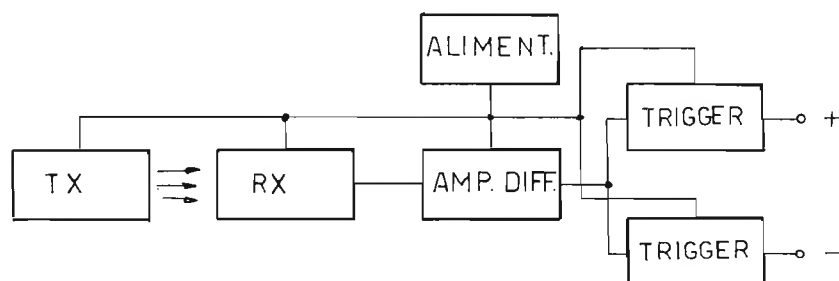 ALIMENT.
TRIGGER +
TX RX AMP. DIFF.
TRIGGER −